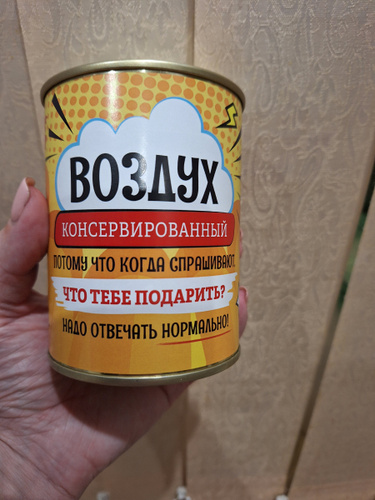 ВОЗДУХ
КОНСЕРВИРОВАННЫЙ
ПОТОМУ ЧТО КОГДА СПРАШИВАЮТ,
ЧТО ТЕБЕ ПОДАРИТЬ?
НАДО ОТВЕЧАТЬ НОРМАЛЬНО!